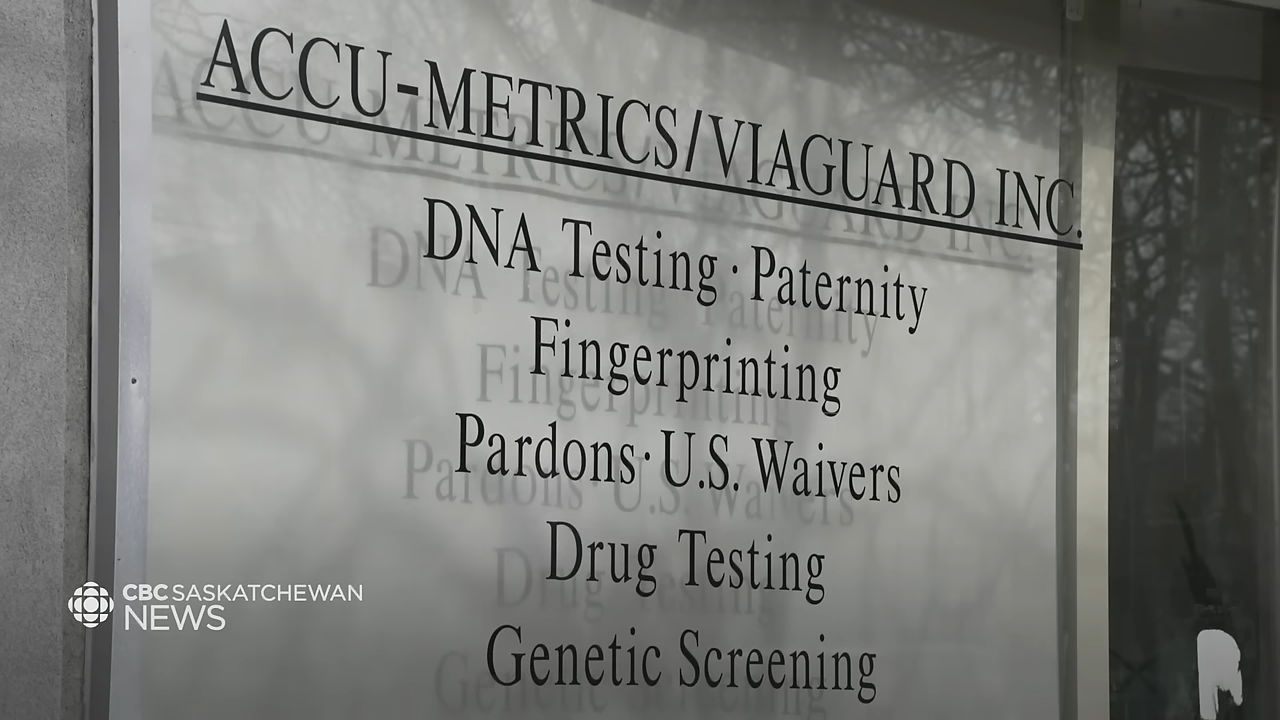 ACCU-METRICS/VIAGUARD INC.
DNA Testing · Paternity
Fingerprinting
Pardons · U.S. Waivers
Drug Testing
Genetic Screening
CBC SASKATCHEWAN
NEWS